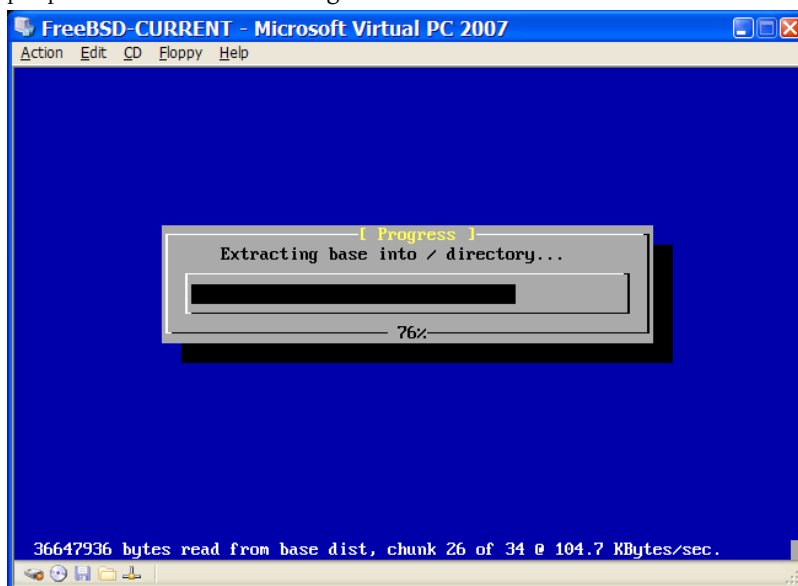 FreeBSD-CURRENT - Microsoft Virtual PC 2007
Action Edit CD Floppy Help
[ Progress ]
Extracting base into / directory...
76%
36647936 bytes read from base dist, chunk 26 of 34 @ 104.7 KBytes/sec.